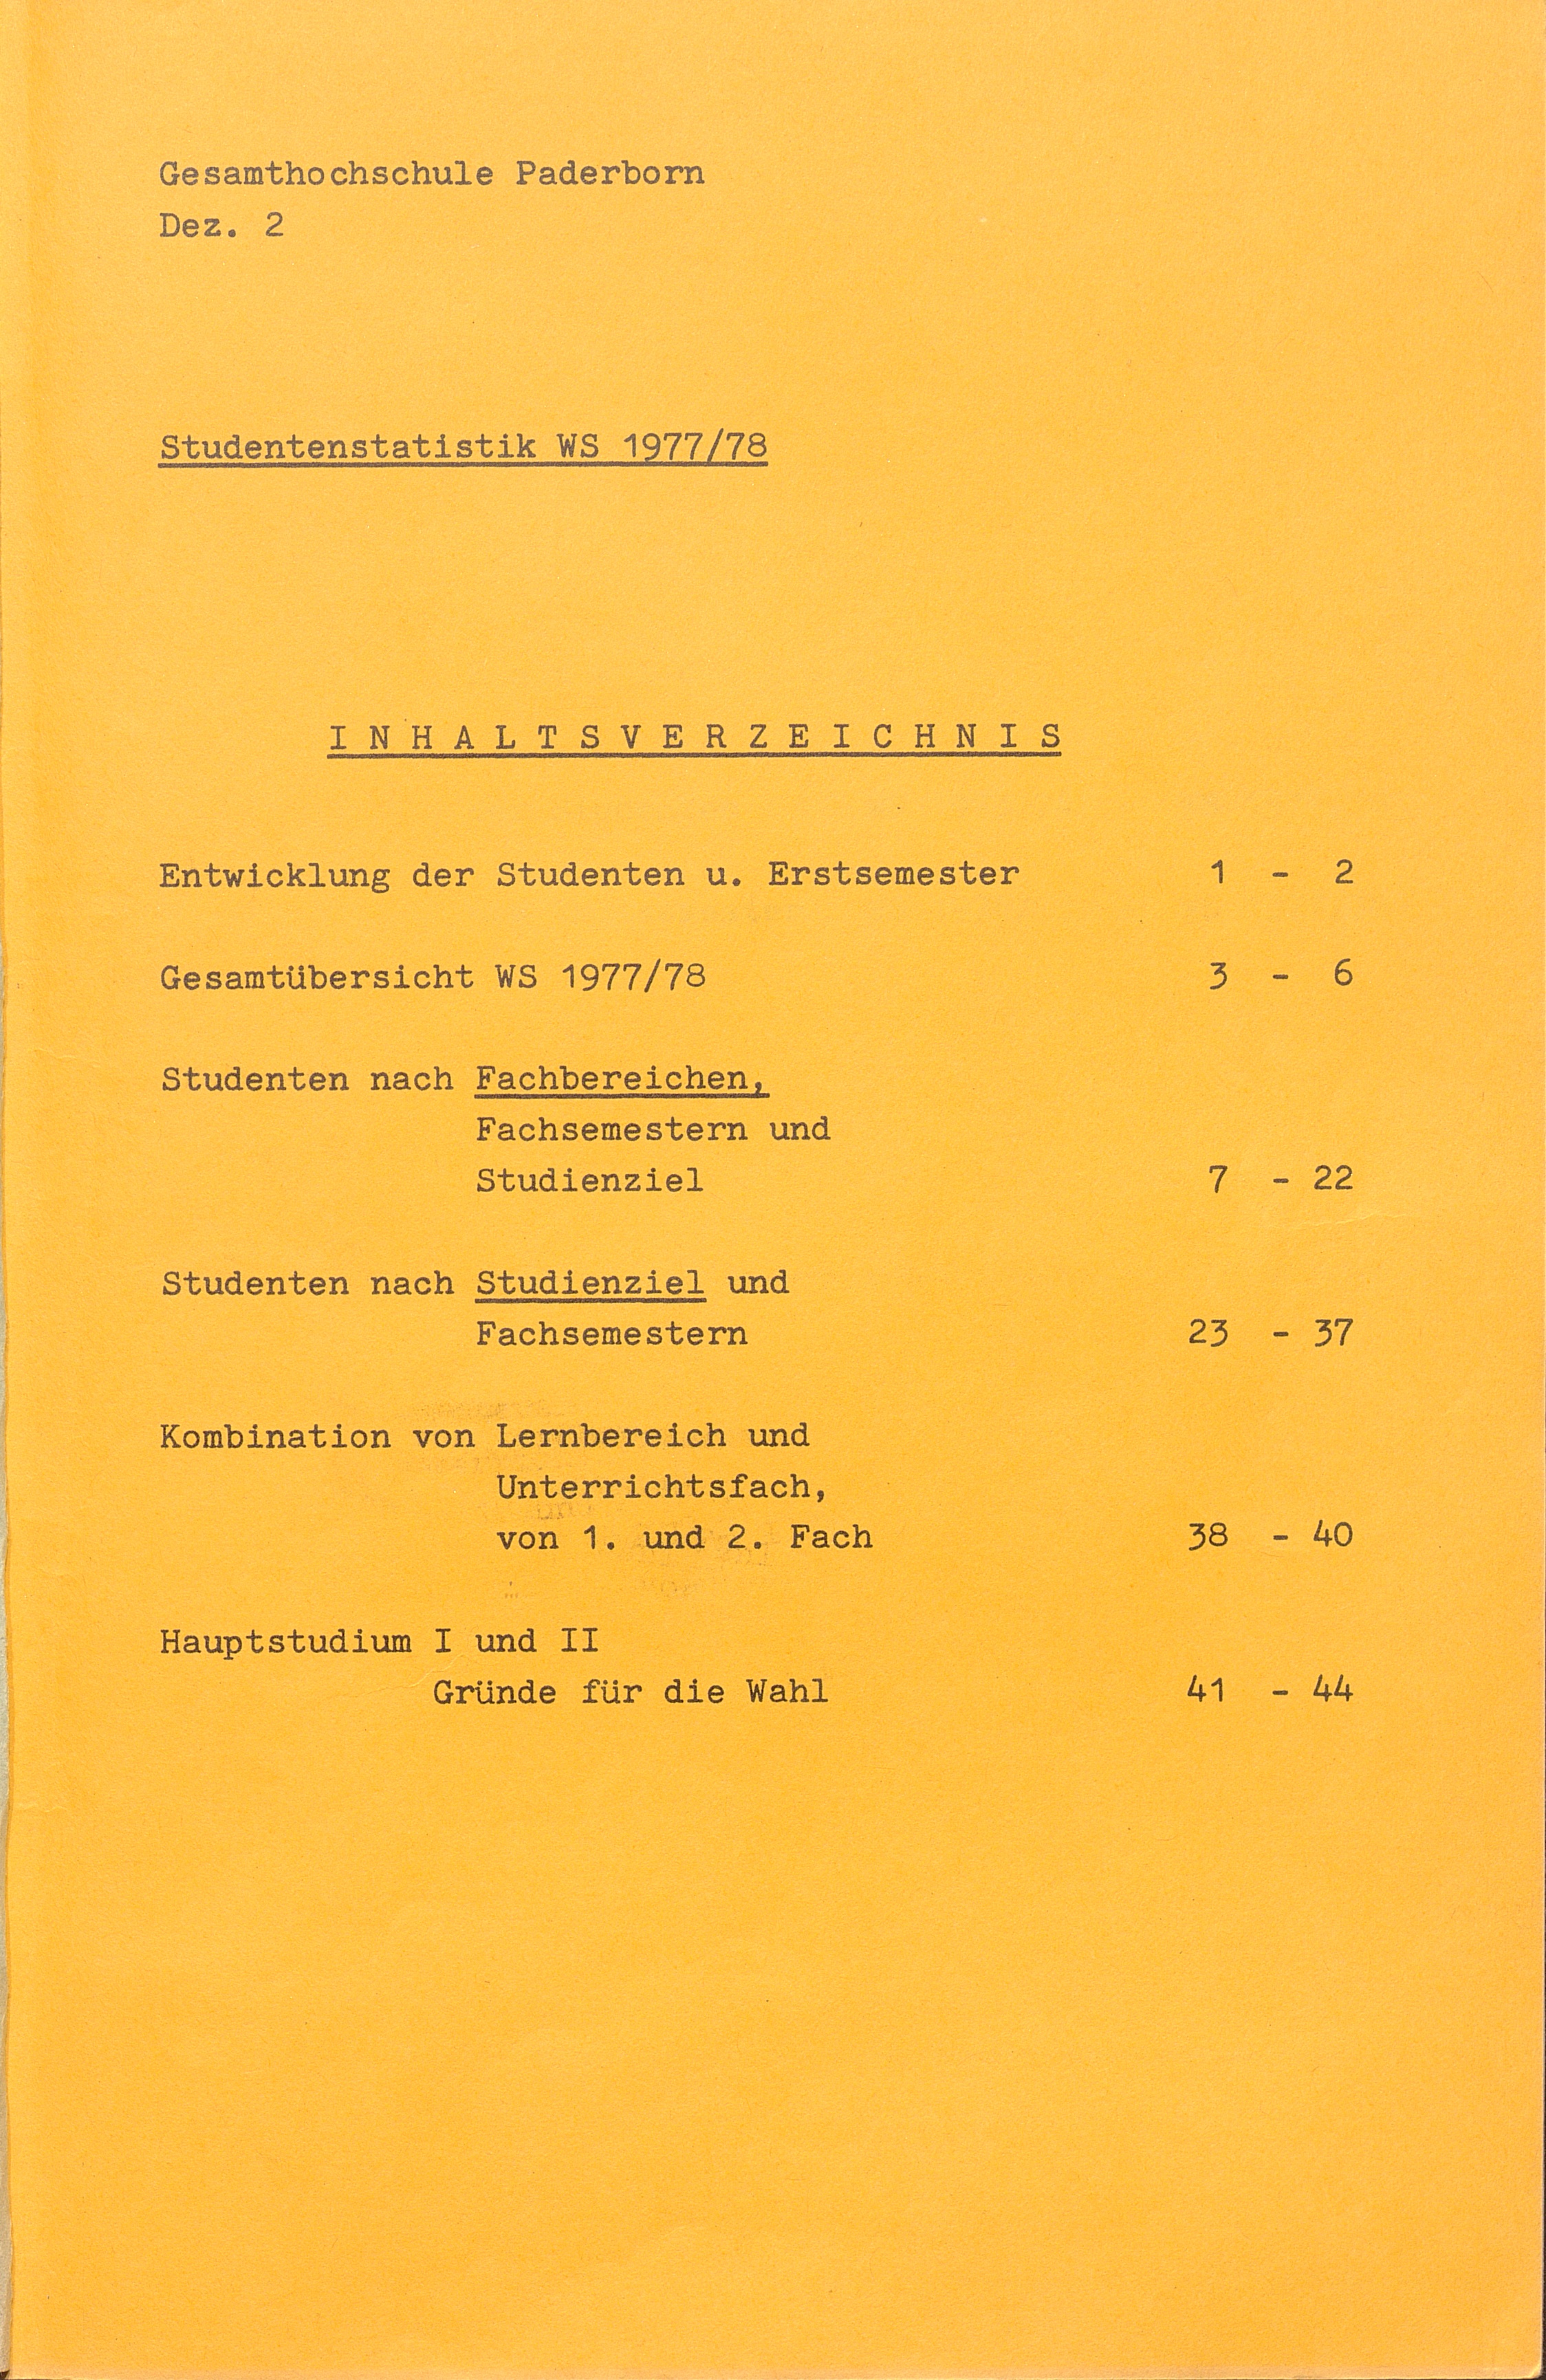 Gesamthochschule Paderborn
Dez. 2
Studentenstatistik WS 1977/78
I N H A L T S V E R Z E I C H N I S
Entwicklung der Studenten u. Erstsemester 1 - 2
Gesamtübersicht WS 1977/78 3 - 6
Studenten nach Fachbereichen,
Fachsemestern und
Studienziel 7 - 22
Studenten nach Studienziel und
Fachsemestern 23 - 37
Kombination von Lernbereich und
Unterrichtsfach,
von 1. und 2. Fach 38 - 40
Hauptstudium I und II
Gründe für die Wahl 41 - 44